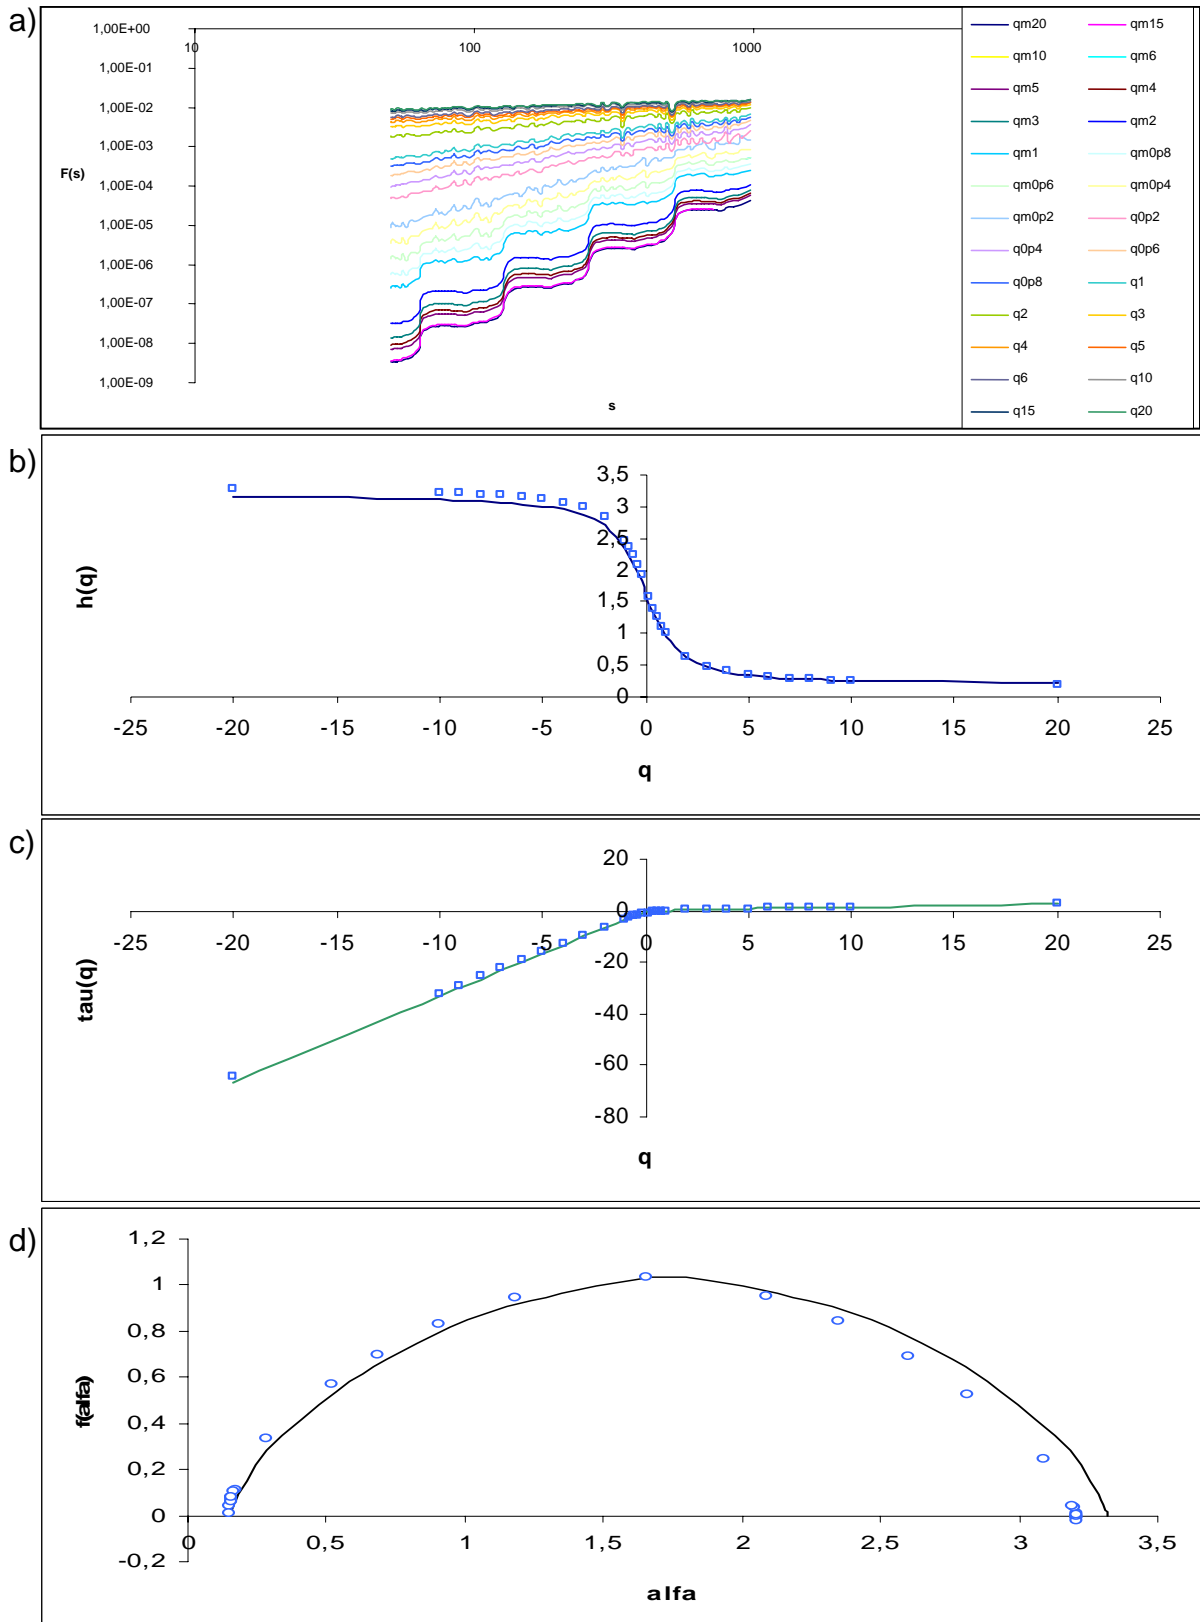 a)
1,00E+00
10
100
1000
1,00E-01
1,00E-02
1,00E-03
F(s)
1,00E-04
1,00E-05
1,00E-06
1,00E-07
1,00E-08
1,00E-09
s
qm20 qm15
qm10 qm6
qm5 qm4
qm3 qm2
qm1 qm0p8
qm0p6 qm0p4
qm0p2 q0p2
q0p4 q0p6
q0p8 q1
q2 q3
q4 q5
q6 q10
q15 q20
b)
3,5
3
2,5
2
1,5
1
0,5
0
h(q)
-25 -20 -15 -10 -5 0 5 10 15 20 25
q
c)
20
0
-25 -20 -15 -10 -5 0 5 10 15 20 25
-20
-40
-60
-80
tau(q)
q
d)
1,2
1
0,8
0,6
0,4
0,2
0
-0,2
f(alfa)
0 0,5 1 1,5 2 2,5 3 3,5
alfa